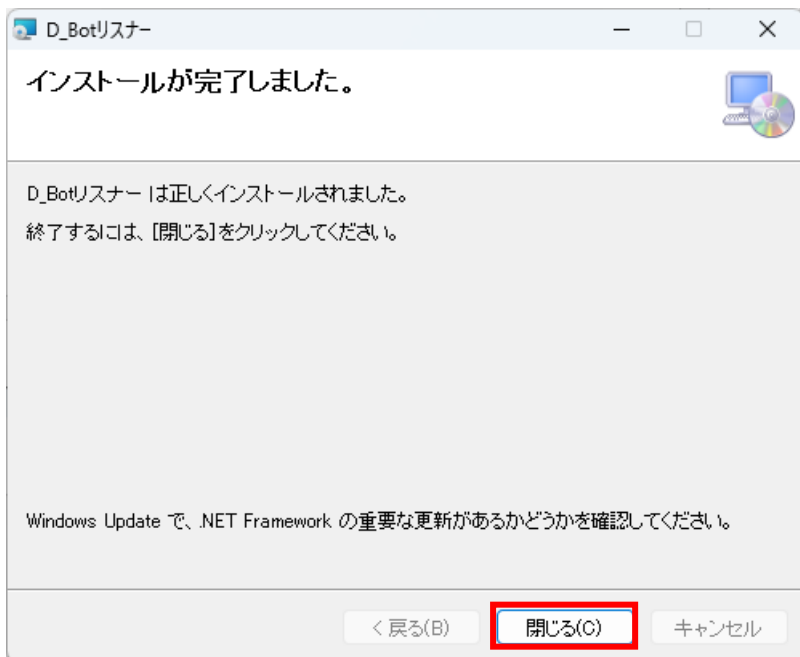 D_Botリスナー
インストールが完了しました。
D_Botリスナー は正しくインストールされました。
終了するには、[閉じる]をクリックしてください。
Windows Update で、.NET Framework の重要な更新があるかどうかを確認してください。
< 戻る(B)
閉じる(C)
キャンセル